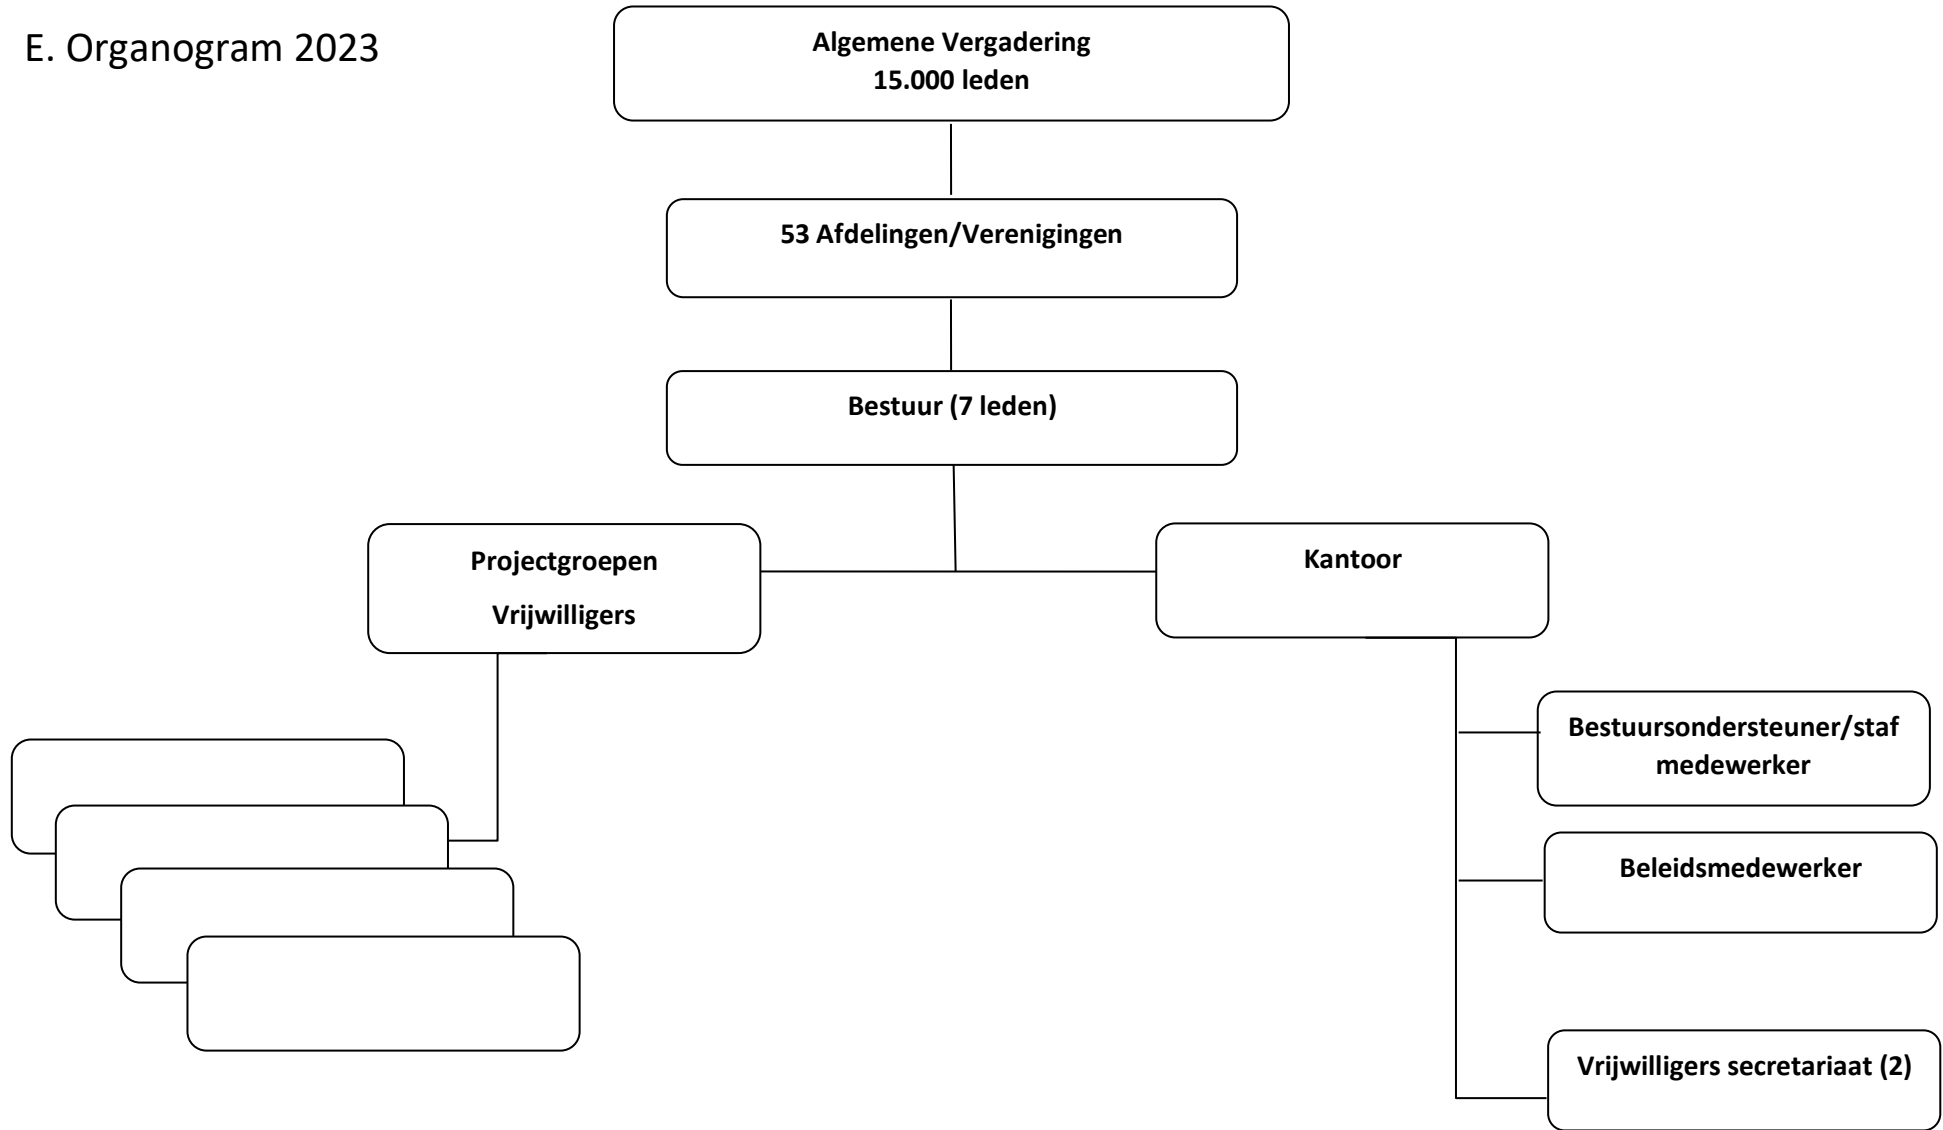 E. Organogram 2023
Algemene Vergadering
15.000 leden
53 Afdelingen/Verenigingen
Bestuur (7 leden)
Projectgroepen
Vrijwilligers
Kantoor
Bestuursondersteuner/staf
medewerker
Beleidsmedewerker
Vrijwilligers secretariaat (2)